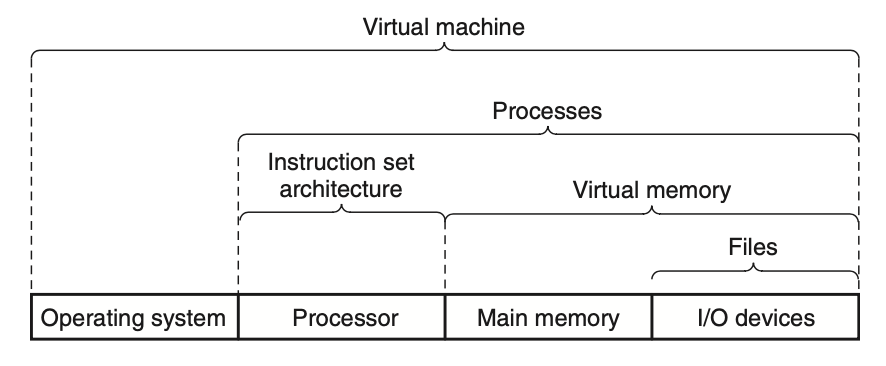 Virtual machine
Processes
Instruction set
architecture
Virtual memory
Files
Operating system
Processor
Main memory
I/O devices